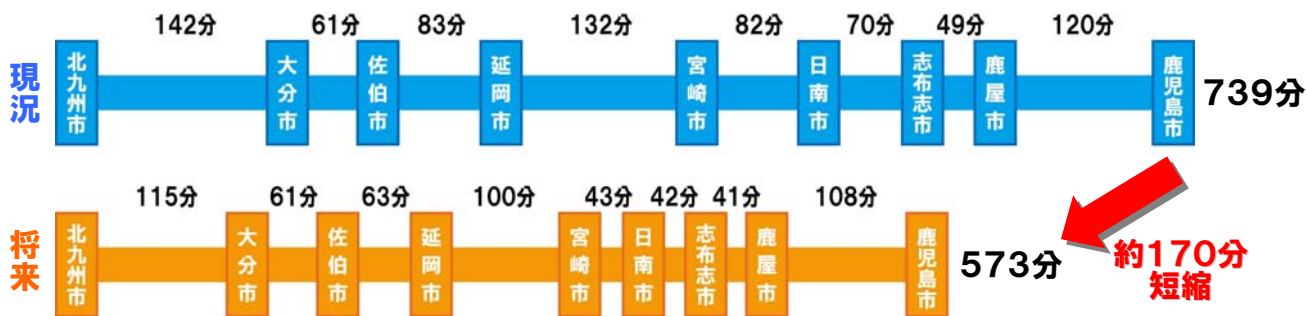 142分 61分 83分 132分 82分 70分 49分 120分
現況
北九州市 大分市 佐伯市 延岡市 宮崎市 日南市 志布志市 鹿屋市 鹿児島市
739分
115分 61分 63分 100分 43分 42分 41分 108分
将来
北九州市 大分市 佐伯市 延岡市 宮崎市 日南市 志布志市 鹿屋市 鹿児島市
573分
約170分
短縮